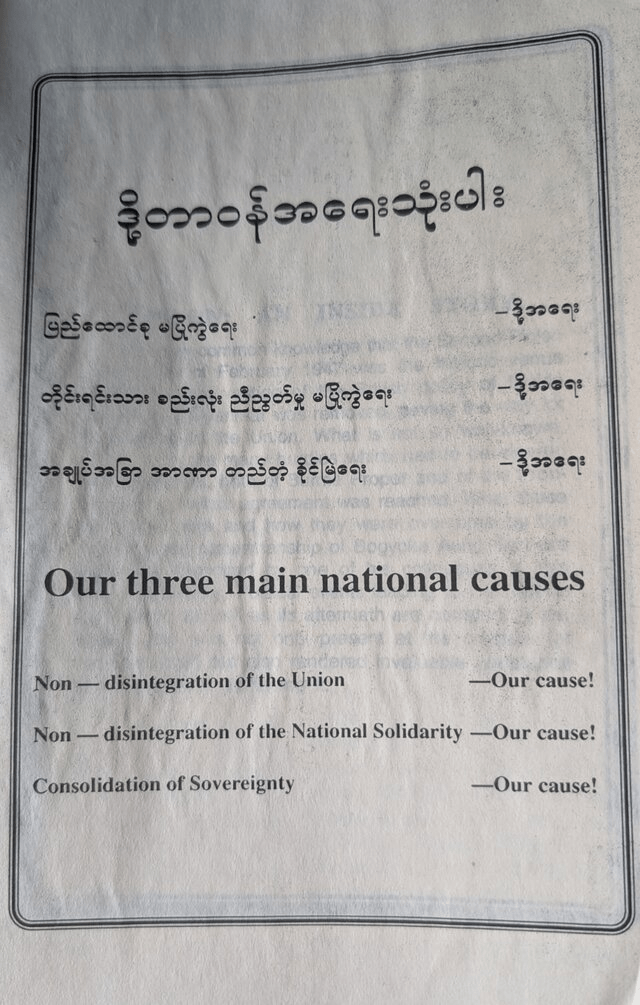 ဒို့တာဝန်အရေးသုံးပါး
ပြည်ထောင်စု မပြိုကွဲရေး – ဒို့အရေး
တိုင်းရင်းသား စည်းလုံး ညီညွတ်မှု မပြိုကွဲရေး – ဒို့အရေး
အချုပ်အခြာ အာဏာ တည်တံ့ ခိုင်မြဲရေး – ဒို့အရေး
Our three main national causes
Non — disintegration of the Union —Our cause!
Non — disintegration of the National Solidarity —Our cause!
Consolidation of Sovereignty —Our cause!